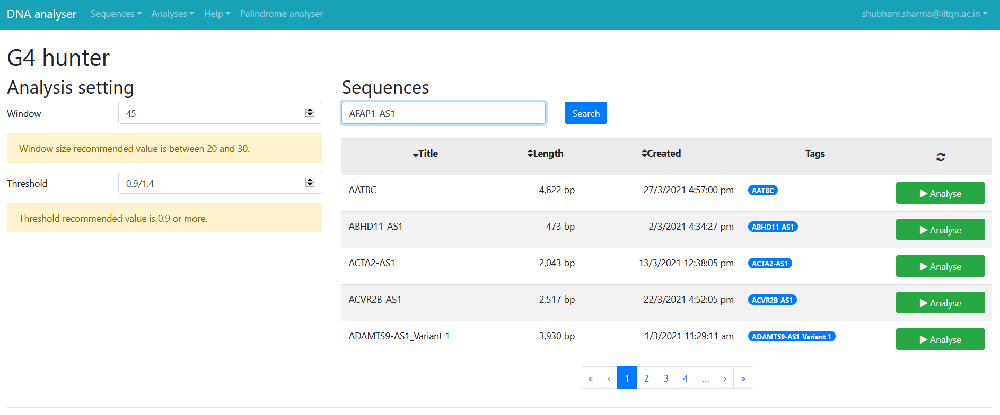 DNA analyser Sequences Analyses Help Palindrome analyser shubham.sharma@iitgn.ac.in
G4 hunter
Analysis setting
Window 45
Window size recommended value is between 20 and 30.
Threshold 0.9/1.4
Threshold recommended value is 0.9 or more.
Sequences
AFAP1-AS1 Search
Title Length Created Tags
AATBC 4,622 bp 27/3/2021 4:57:00 pm AATBC Analyse
ABHD11-AS1 473 bp 2/3/2021 4:34:27 pm ABHD11-AS1 Analyse
ACTA2-AS1 2,043 bp 13/3/2021 12:38:05 pm ACTA2-AS1 Analyse
ACVR2B-AS1 2,517 bp 22/3/2021 4:52:05 pm ACVR2B-AS1 Analyse
ADAMTS9-AS1_Variant 1 3,930 bp 1/3/2021 11:29:11 am ADAMTS9-AS1_Variant 1 Analyse
« ‹ 1 2 3 4 ... › »